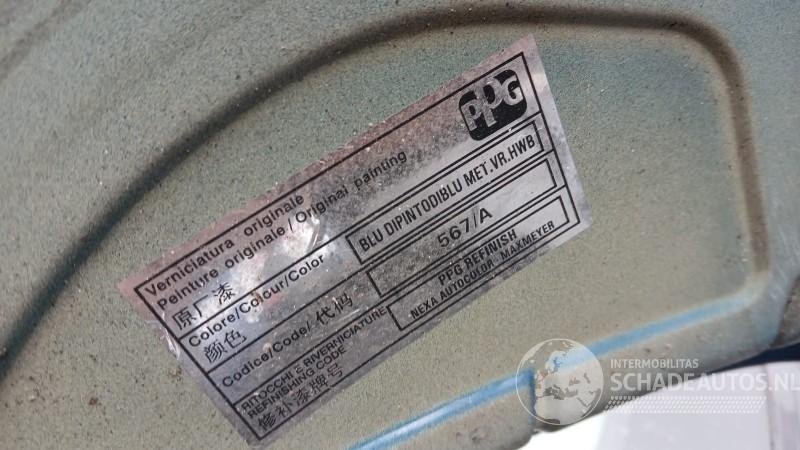 PPG
Verniciatura originale
Peinture originale/Original painting
原厂漆
Colore/Colour/Color
颜色
BLU DIPINTODIBLU MET.VR.HWB
Codice/Code/代码
567/A
RITOCCHI E RIVERNICIATURE
REFINISHING CODE
修补漆牌号
PPG REFINISH
NEXA AUTOCOLOR - MAXMEYER
INTERMOBILITAS
SCHADEAUTOS.NL